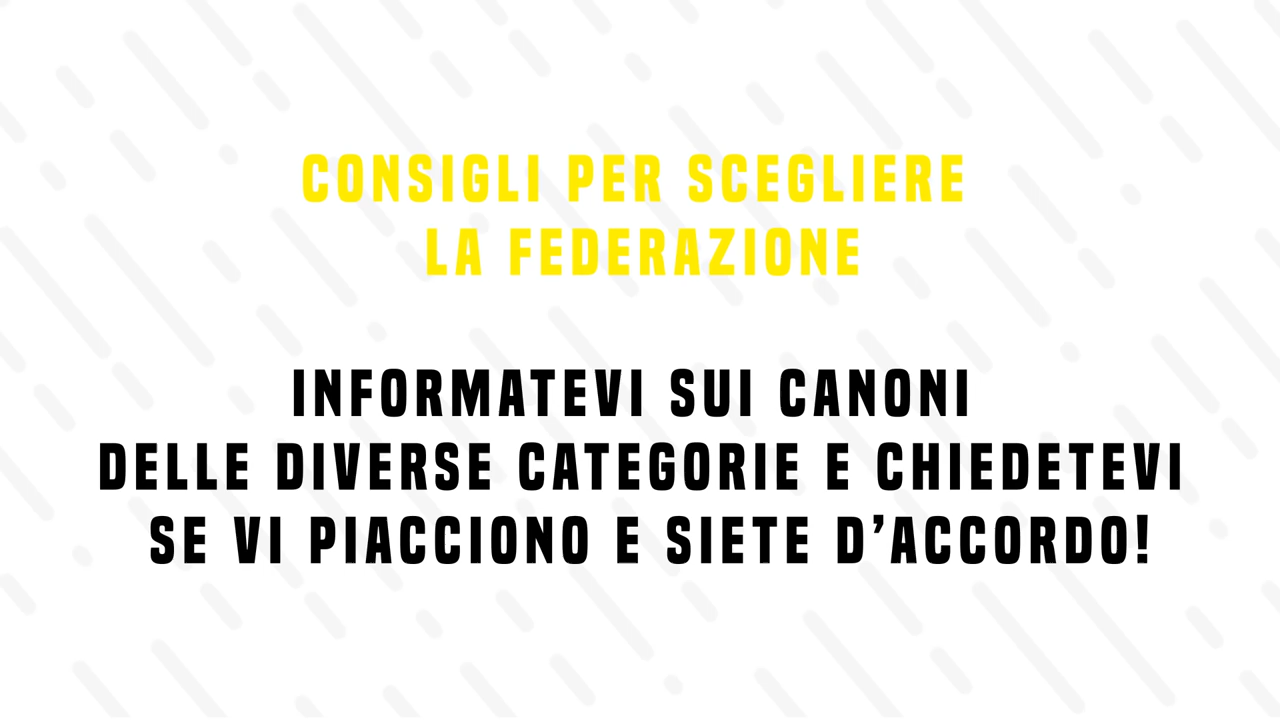 CONSIGLI PER SCEGLIERE
LA FEDERAZIONE
INFORMATEVI SUI CANONI
DELLE DIVERSE CATEGORIE E CHIEDETEVI
SE VI PIACCIONO E SIETE D’ACCORDO!